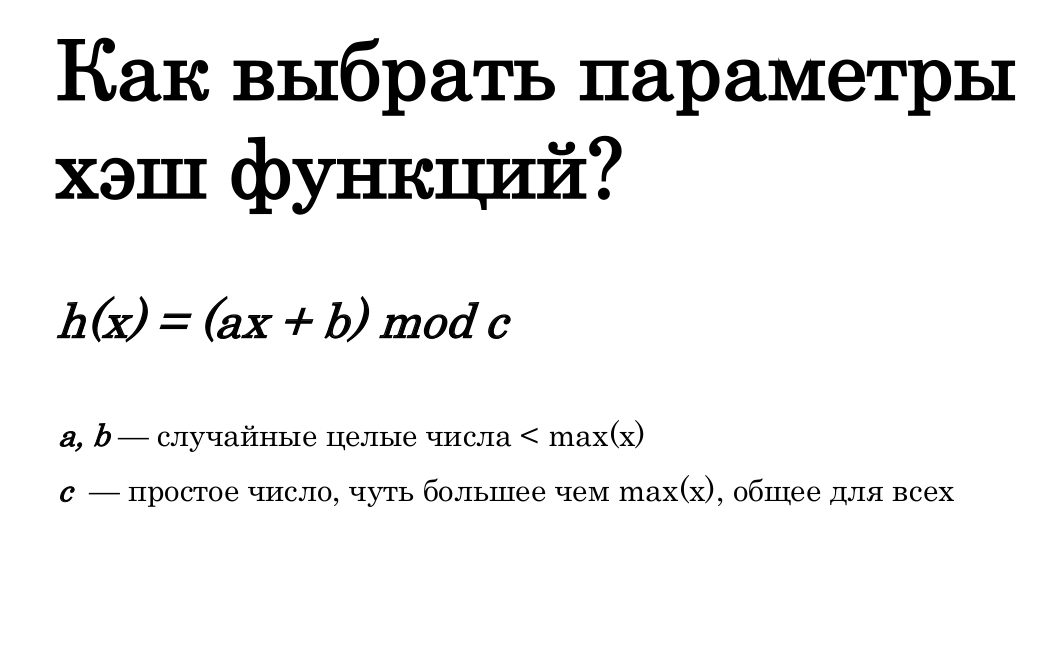 Как выбрать параметры
хэш функций?
h(x) = (ax + b) mod c
a, b — случайные целые числа < max(x)
c — простое число, чуть большее чем max(x), общее для всех